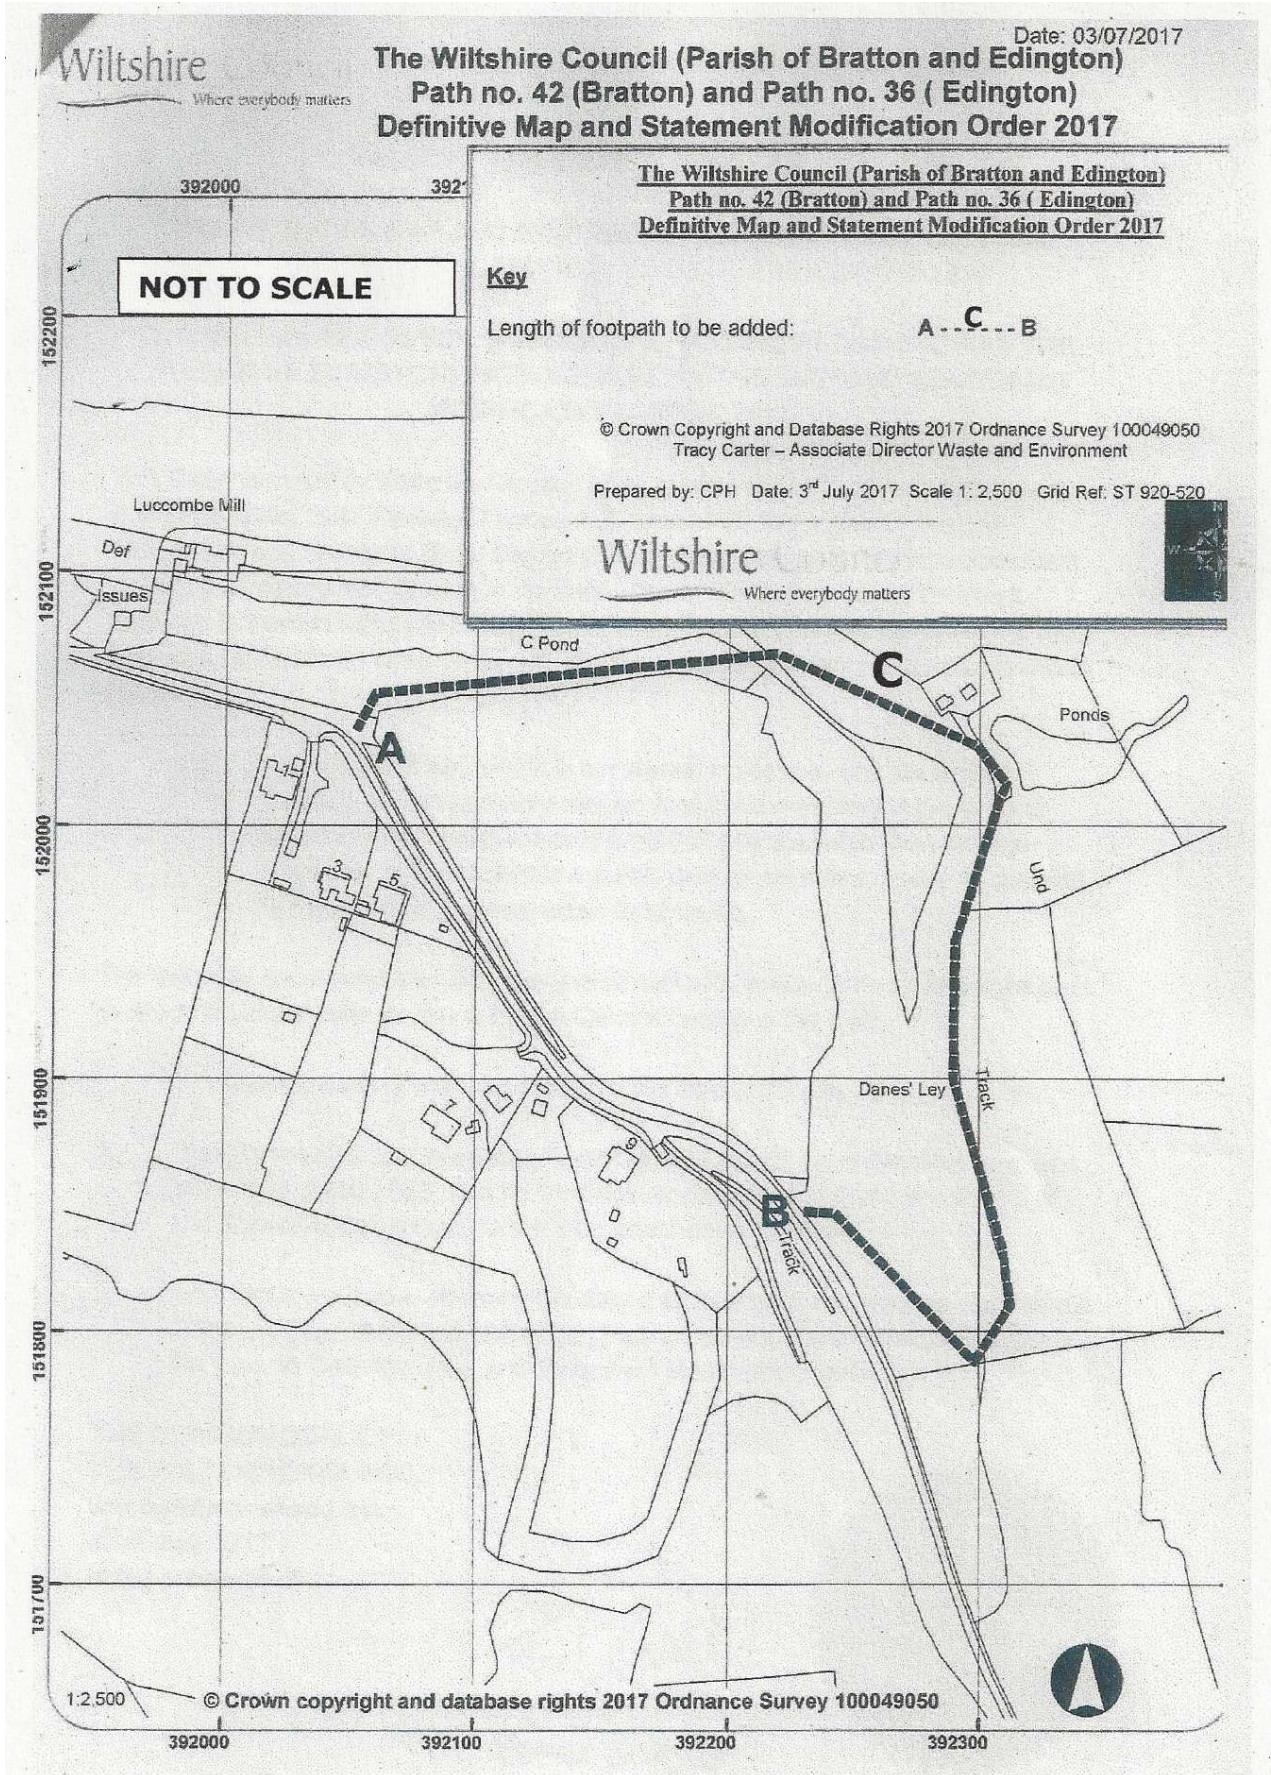 Date: 03/07/2017
Wiltshire
Where everybody matters
The Wiltshire Council (Parish of Bratton and Edington)
Path no. 42 (Bratton) and Path no. 36 ( Edington)
Definitive Map and Statement Modification Order 2017
392000
392
The Wiltshire Council (Parish of Bratton and Edington)
Path no. 42 (Bratton) and Path no. 36 ( Edington)
Definitive Map and Statement Modification Order 2017
NOT TO SCALE
Key
Length of footpath to be added: A - - C - - - B
152200
© Crown Copyright and Database Rights 2017 Ordnance Survey 100049050
Tracy Carter – Associate Director Waste and Environment
Prepared by: CPH Date: 3rd July 2017 Scale 1: 2,500 Grid Ref: ST 920-520
Wiltshire
Where everybody matters
N
W
S
Luccombe Mill
Def
Issues
152100
C Pond
C
Ponds
A
1
152000
3
5
Und
151900
Danes' Ley
Track
7
9
B
Track
151800
151700
1:2,500
© Crown copyright and database rights 2017 Ordnance Survey 100049050
392000
392100
392200
392300